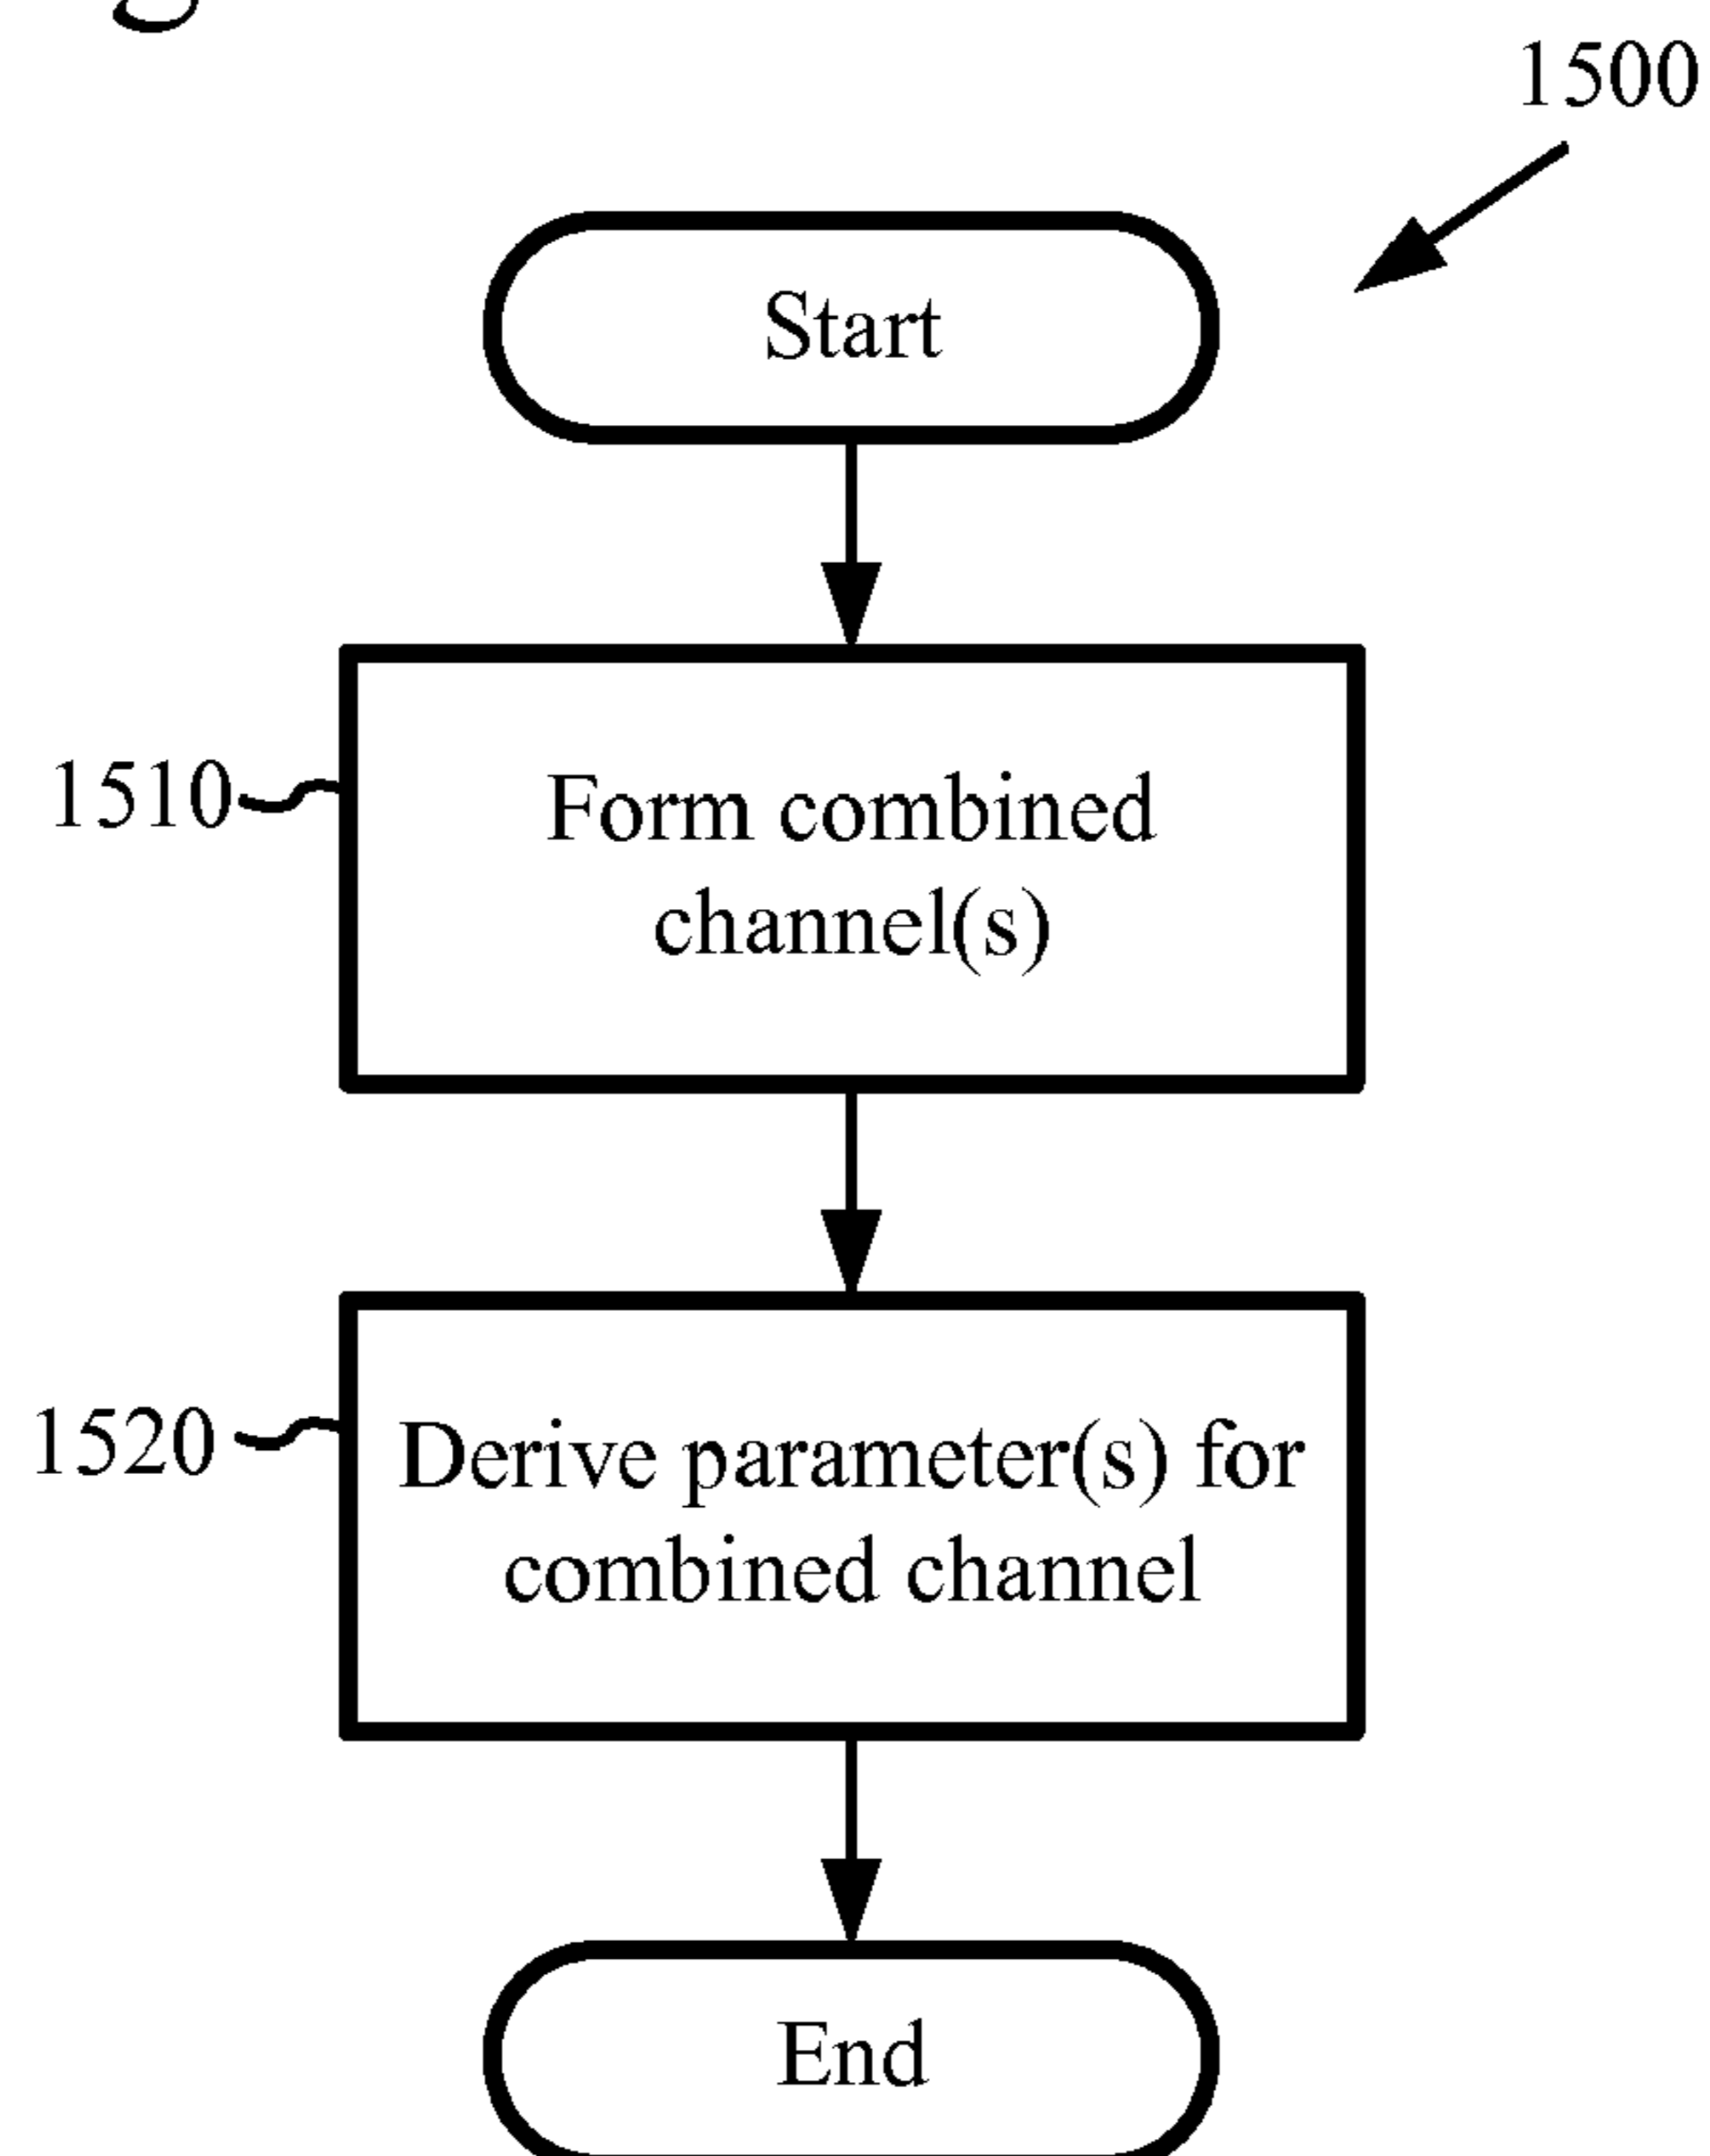 1500
Start
1510
Form combined
channel(s)
1520
Derive parameter(s) for
combined channel
End